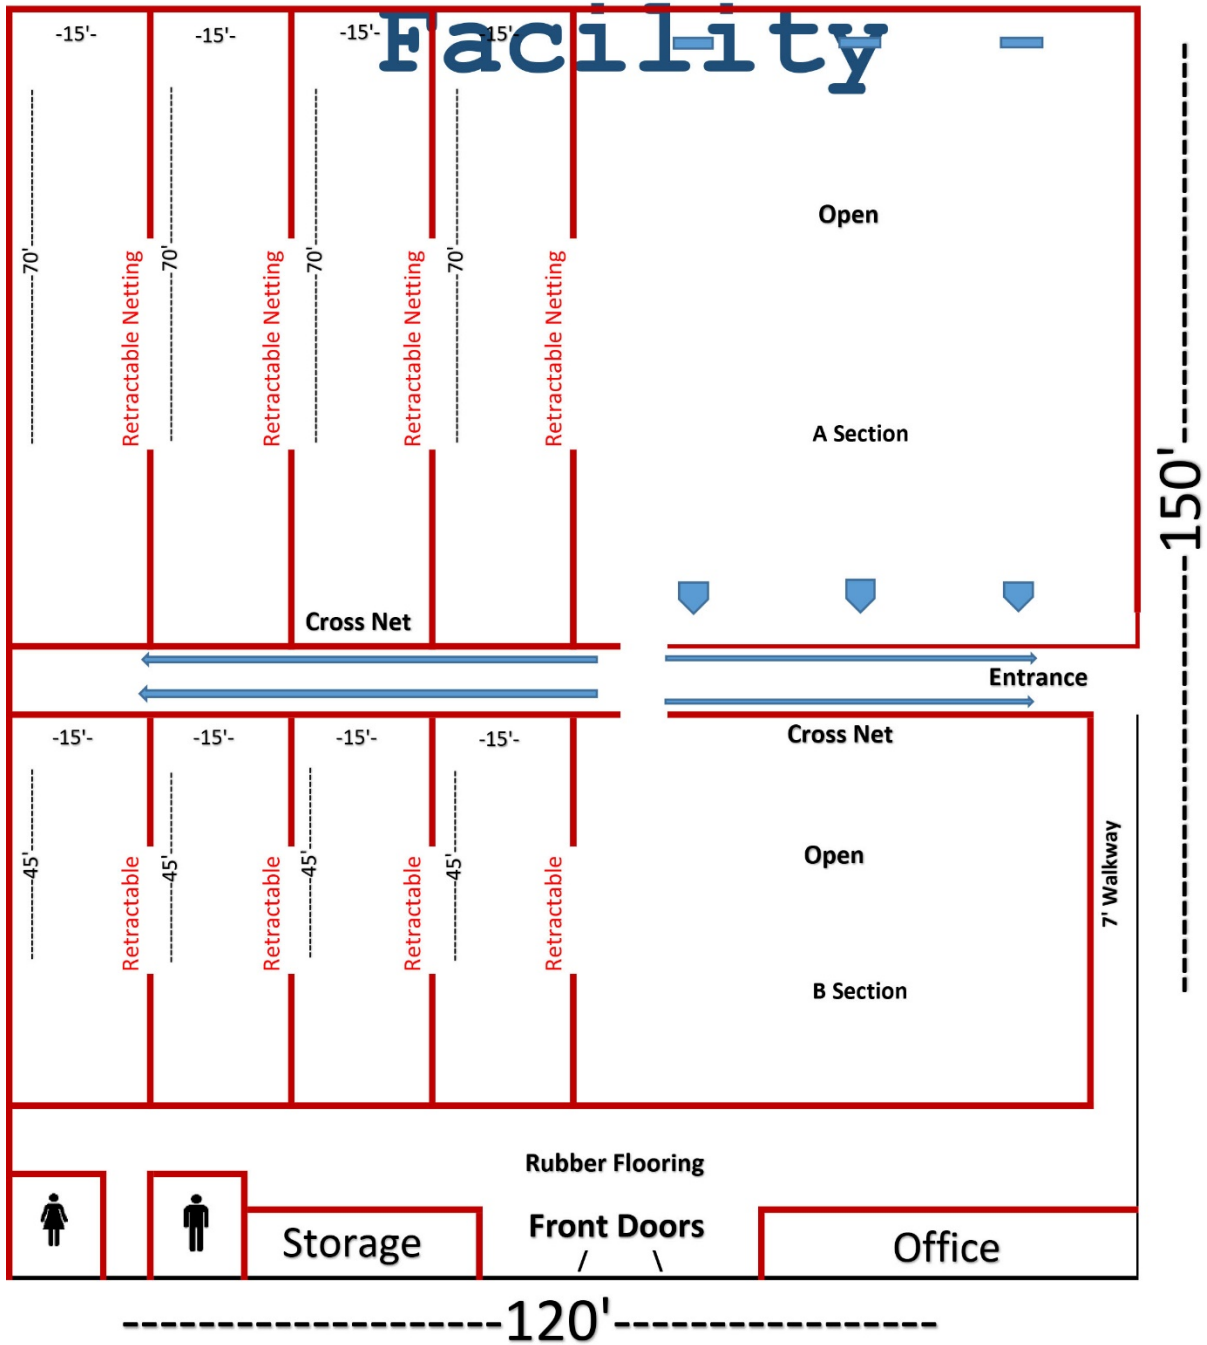 Facility
-15'-
-15'-
-15'-
-15'-
Open
70'
70'
70'
70'
Retractable Netting
Retractable Netting
Retractable Netting
Retractable Netting
A Section
150'
Cross Net
Entrance
-15'-
-15'-
-15'-
-15'-
Cross Net
45'
45'
45'
45'
Retractable
Retractable
Retractable
Retractable
Open
7' Walkway
B Section
Rubber Flooring
Front Doors
Storage
Office
120'